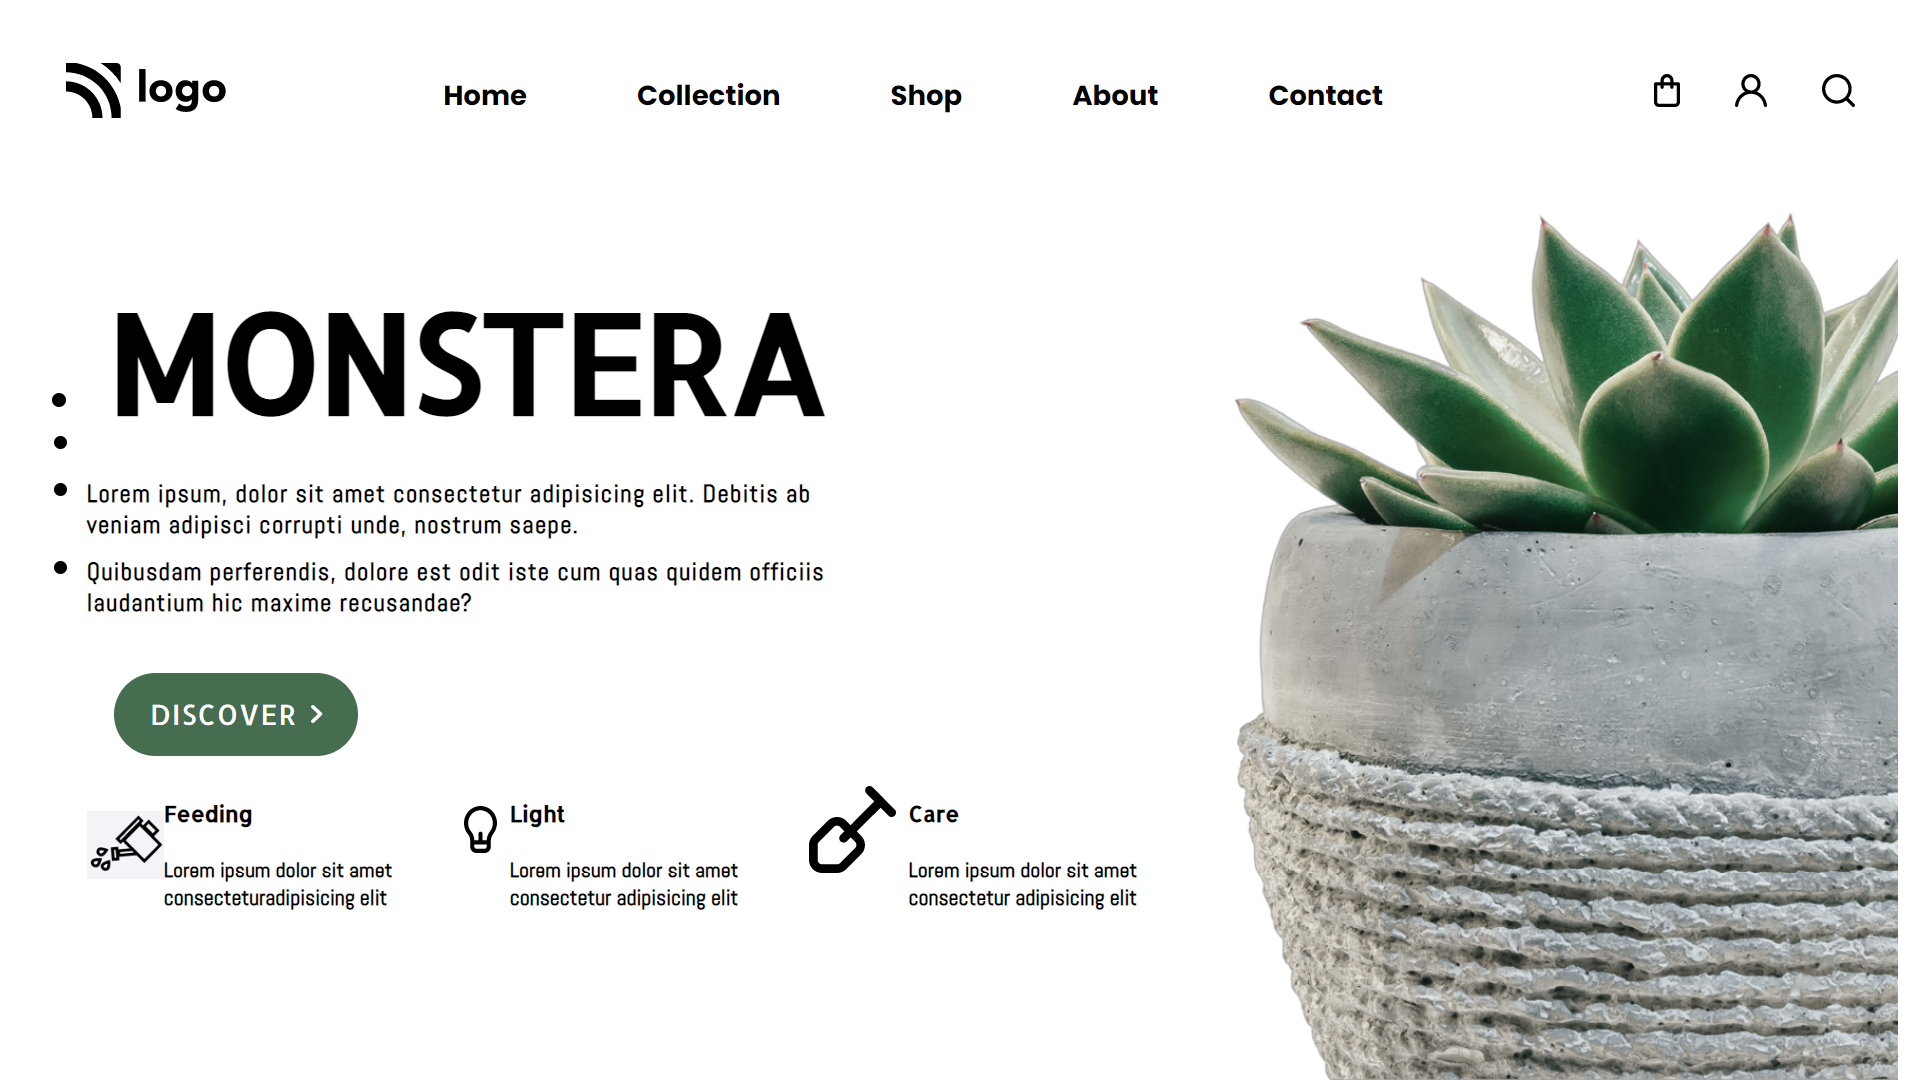 logo
Home Collection Shop About Contact
MONSTERA
Lorem ipsum, dolor sit amet consectetur adipisicing elit. Debitis ab
veniam adipisci corrupti unde, nostrum saepe.
Quibusdam perferendis, dolore est odit iste cum quas quidem officiis
laudantium hic maxime recusandae?
DISCOVER
Feeding
Lorem ipsum dolor sit amet
consecteturadipisicing elit
Light
Lorem ipsum dolor sit amet
consectetur adipisicing elit
Care
Lorem ipsum dolor sit amet
consectetur adipisicing elit